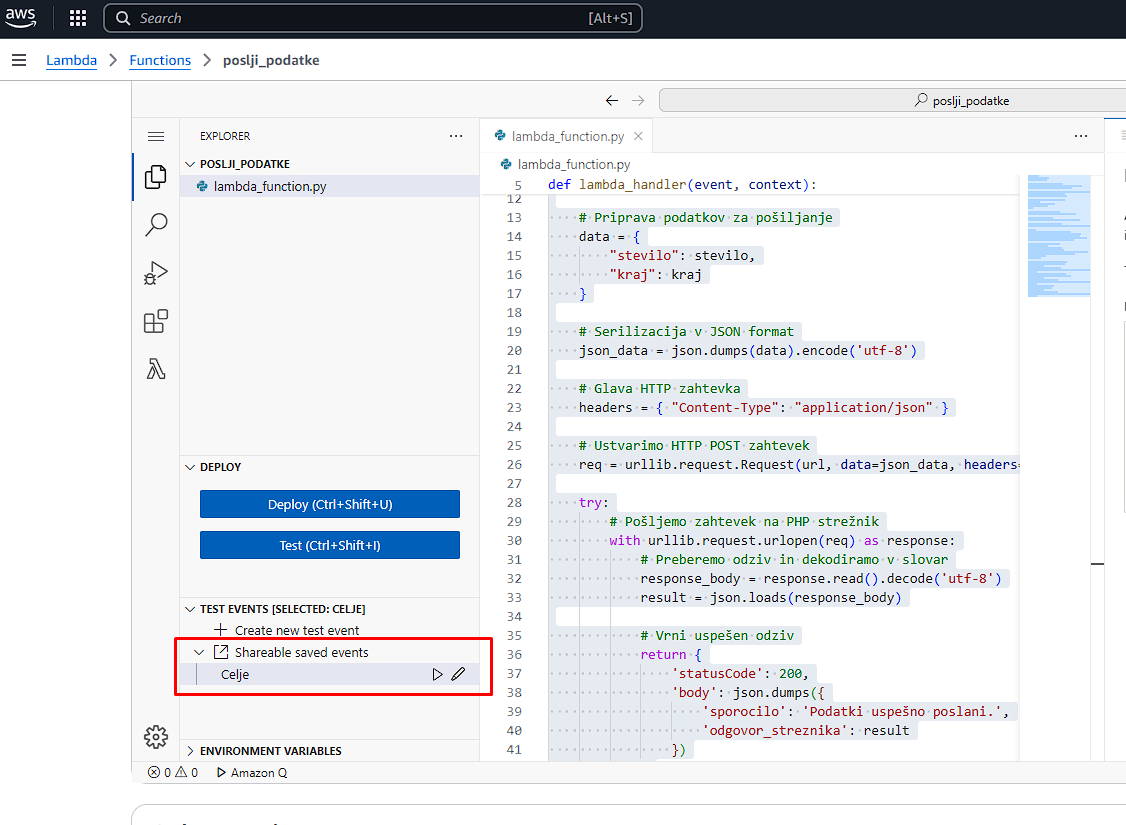 aws
Search [Alt+S]
Lambda > Functions > poslji_podatke
poslji_podatke
EXPLORER ...
POSLJI_PODATKE
lambda_function.py
DEPLOY
Deploy (Ctrl+Shift+U)
Test (Ctrl+Shift+I)
TEST EVENTS [SELECTED: CELJE]
+ Create new test event
Shareable saved events
Celje
ENVIRONMENT VARIABLES
lambda_function.py ...
lambda_function.py
5 def lambda_handler(event, context):
12
13 # Priprava podatkov za pošiljanje
14 data = {
15 "stevilo": stevilo,
16 "kraj": kraj
17 }
18
19 # Serilizacija v JSON format
20 json_data = json.dumps(data).encode('utf-8')
21
22 # Glava HTTP zahtevka
23 headers = { "Content-Type": "application/json" }
24
25 # Ustvarimo HTTP POST zahtevek
26 req = urllib.request.Request(url, data=json_data, headers=
27
28 try:
29 # Pošljemo zahtevek na PHP strežnik
30 with urllib.request.urlopen(req) as response:
31 # Preberemo odziv in dekodiramo v slovar
32 response_body = response.read().decode('utf-8')
33 result = json.loads(response_body)
34
35 # Vrni uspešen odziv
36 return {
37 'statusCode': 200,
38 'body': json.dumps({
39 'sporocilo': 'Podatki uspešno poslani.',
40 'odgovor_streznika': result
41 })
0 0 Amazon Q